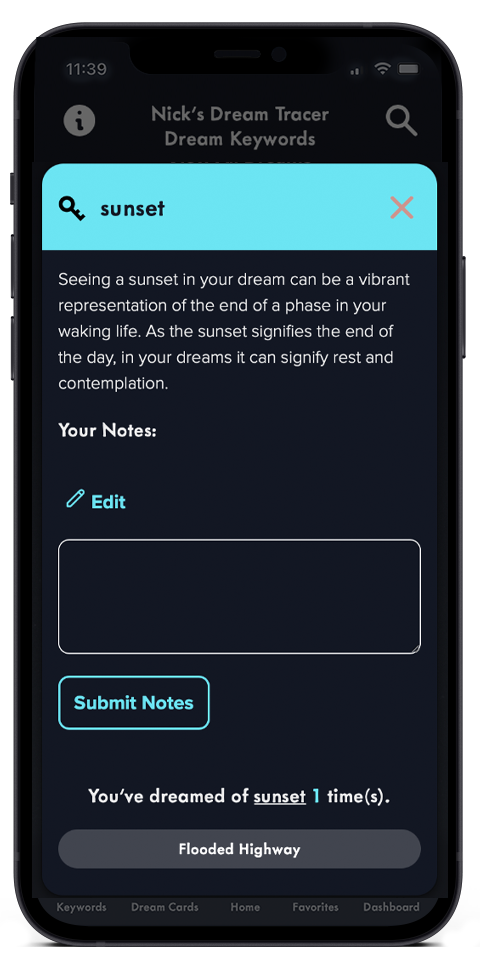 11:39
Nick's Dream Tracer
Dream Keywords
sunset
Seeing a sunset in your dream can be a vibrant
representation of the end of a phase in your
waking life. As the sunset signifies the end of
the day, in your dreams it can signify rest and
contemplation.
Your Notes:
Edit
Submit Notes
You've dreamed of sunset 1 time(s).
Flooded Highway
Keywords Dream Cards Home Favorites Dashboard